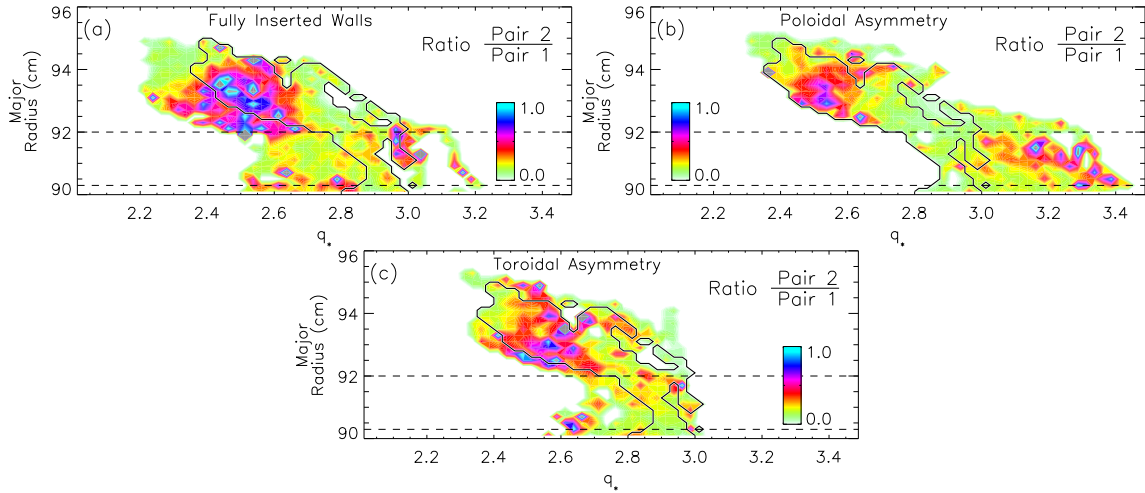 (a) Fully Inserted Walls
Ratio Pair 2
Pair 1
1.0
0.0
96
94
92
90
Major
Radius (cm)
2.2 2.4 2.6 2.8 3.0 3.2 3.4
q*
(b) Poloidal Asymmetry
Ratio Pair 2
Pair 1
1.0
0.0
96
94
92
90
Major
Radius (cm)
2.2 2.4 2.6 2.8 3.0 3.2 3.4
q*
(c) Toroidal Asymmetry
Ratio Pair 2
Pair 1
1.0
0.0
96
94
92
90
Major
Radius (cm)
2.2 2.4 2.6 2.8 3.0 3.2 3.4
q*